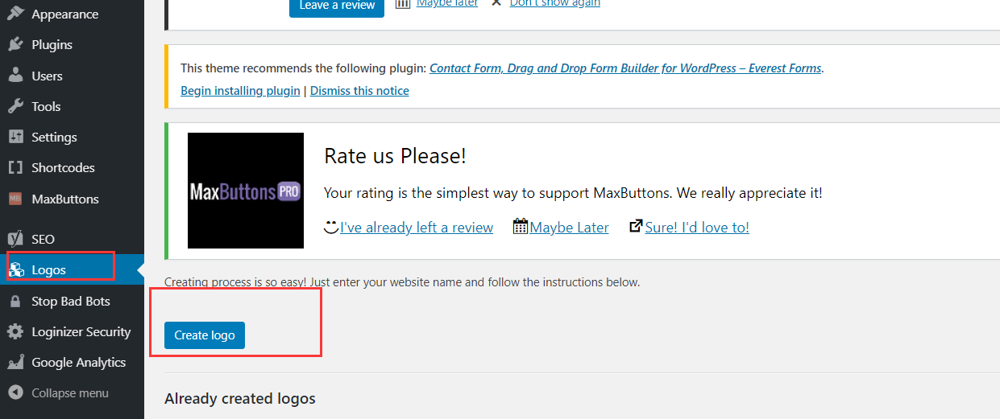 Appearance
Plugins
Users
Tools
Settings
Shortcodes
MB MaxButtons
SEO
Logos
Stop Bad Bots
Loginizer Security
Google Analytics
Collapse menu
Leave a review Maybe later Don't show again
This theme recommends the following plugin: Contact Form, Drag and Drop Form Builder for WordPress – Everest Forms.
Begin installing plugin | Dismiss this notice
MaxButtons PRO
Rate us Please!
Your rating is the simplest way to support MaxButtons. We really appreciate it!
I've already left a review Maybe Later Sure! I'd love to!
Creating process is so easy! Just enter your website name and follow the instructions below.
Create logo
Already created logos